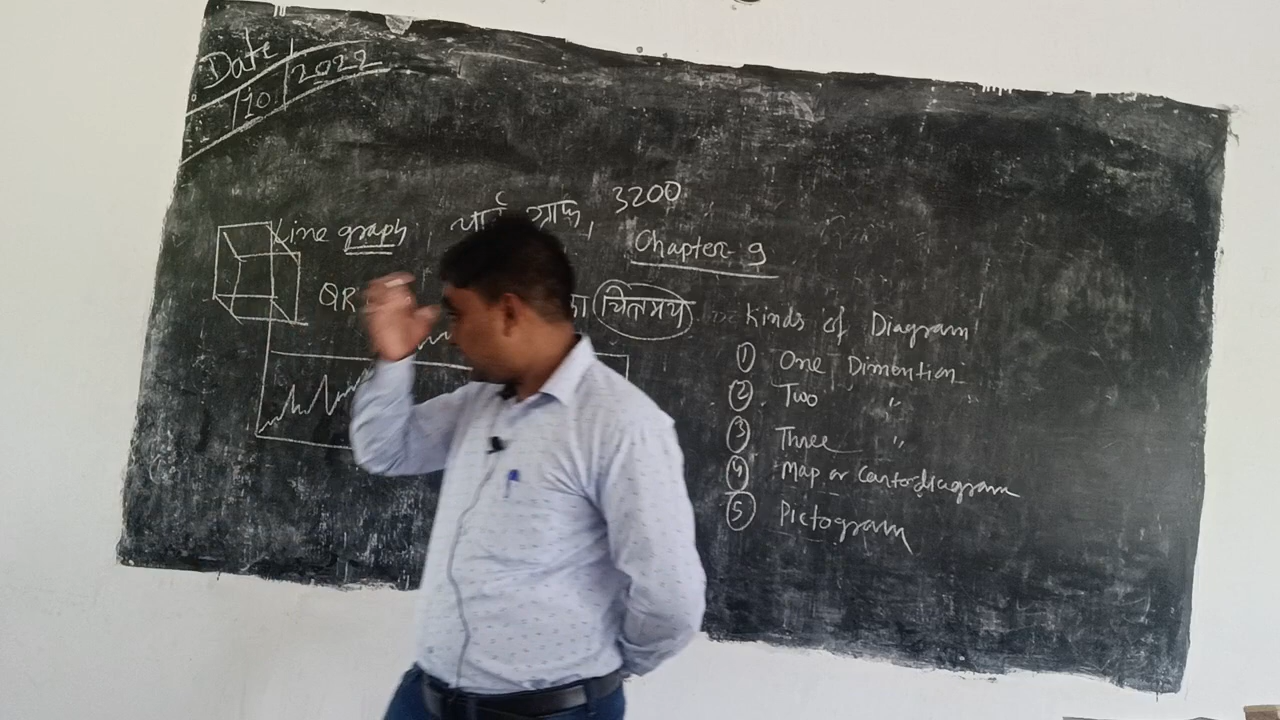 Date
10 2022
3200
Line graph
Chapter- 9
QR
का चित्रमय
Kinds of Diagram
① One Dimention
② Two "
③ Three "
④ Map or Cartodiagram
⑤ Pictogram